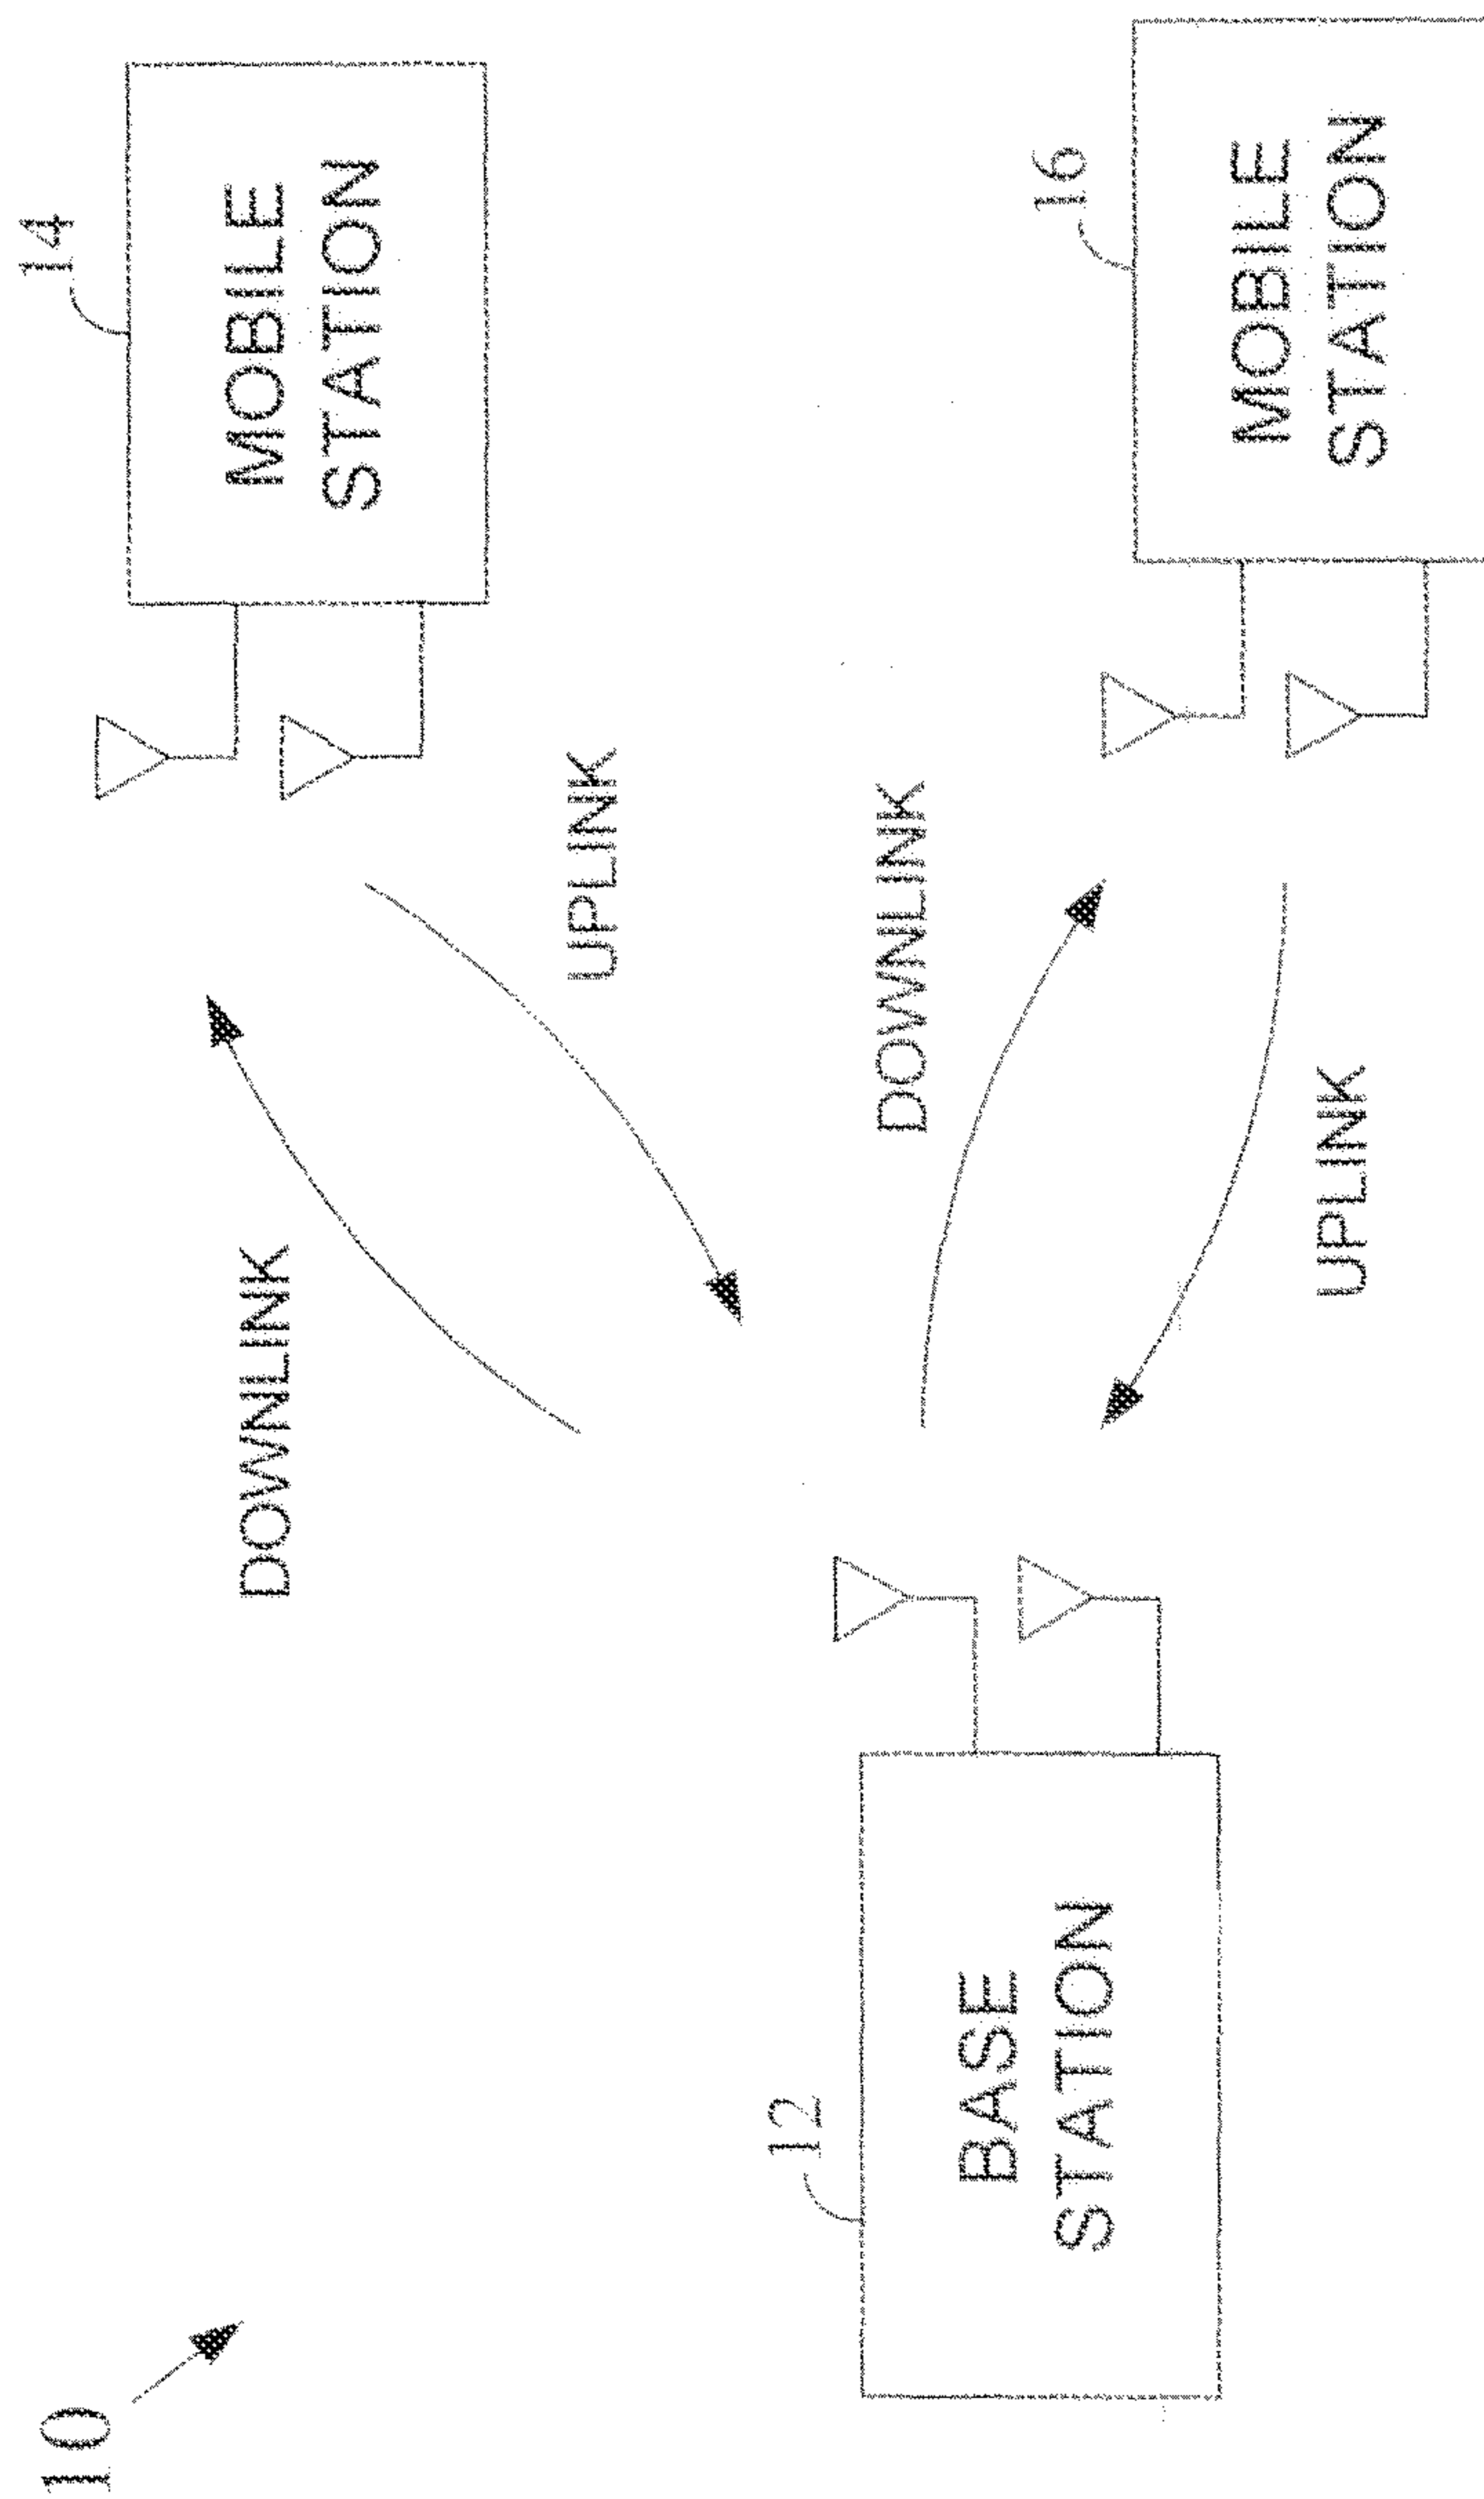 10
14
MOBILE
STATION
DOWNLINK
UPLINK
12
BASE
STATION
DOWNLINK
UPLINK
16
MOBILE
STATION